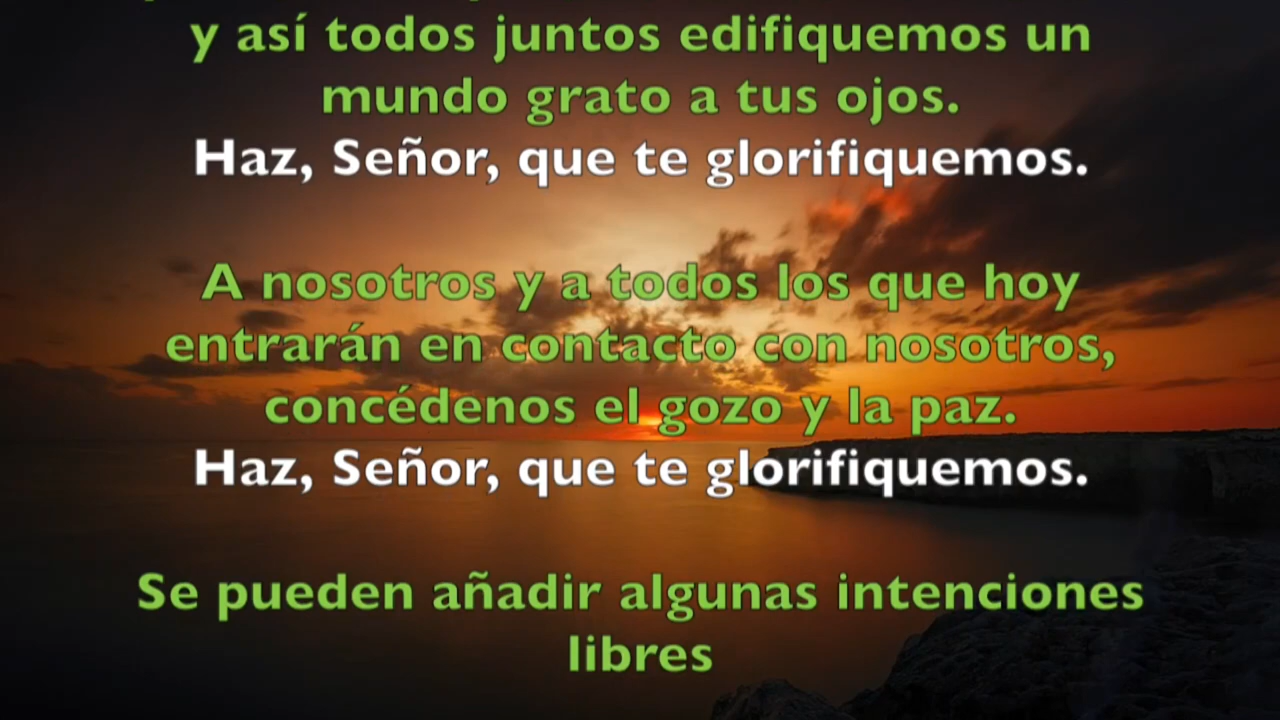 y así todos juntos edifiquemos un
mundo grato a tus ojos.
Haz, Señor, que te glorifiquemos.
A nosotros y a todos los que hoy
entrarán en contacto con nosotros,
concédenos el gozo y la paz.
Haz, Señor, que te glorifiquemos.
Se pueden añadir algunas intenciones
libres